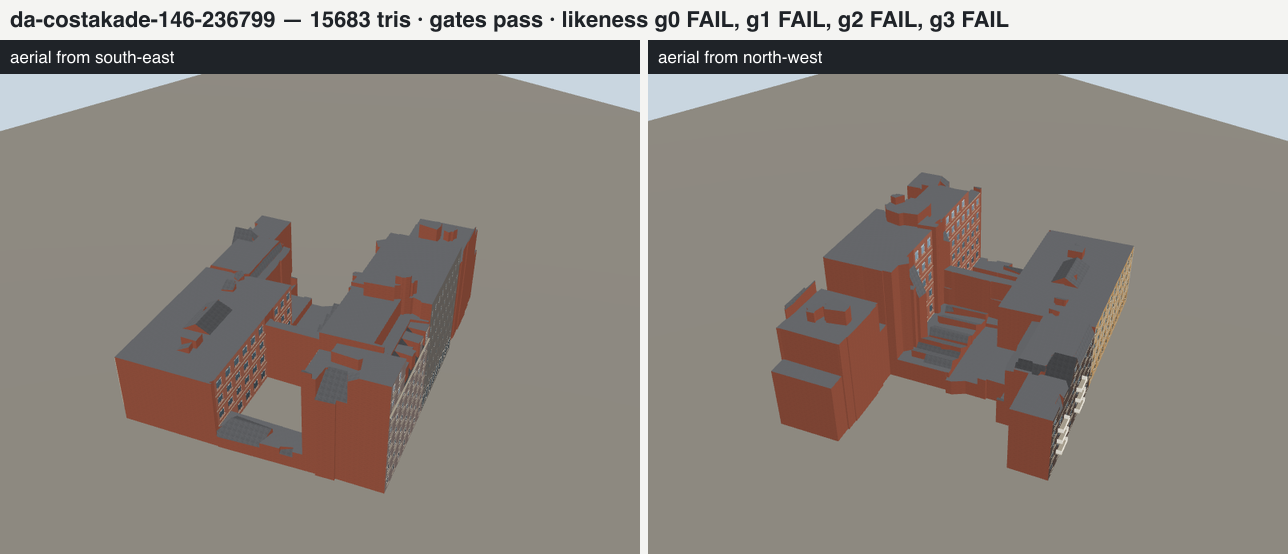 da-costakade-146-236799 — 15683 tris · gates pass · likeness g0 FAIL, g1 FAIL, g2 FAIL, g3 FAIL
aerial from south-east
aerial from north-west